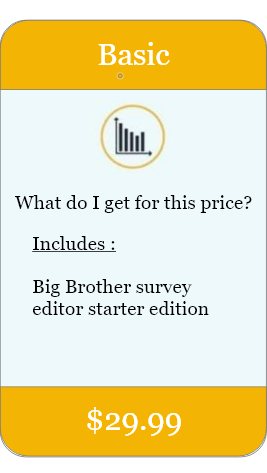 Basic
What do I get for this price?
Includes :
Big Brother survey
editor starter edition
$29.99